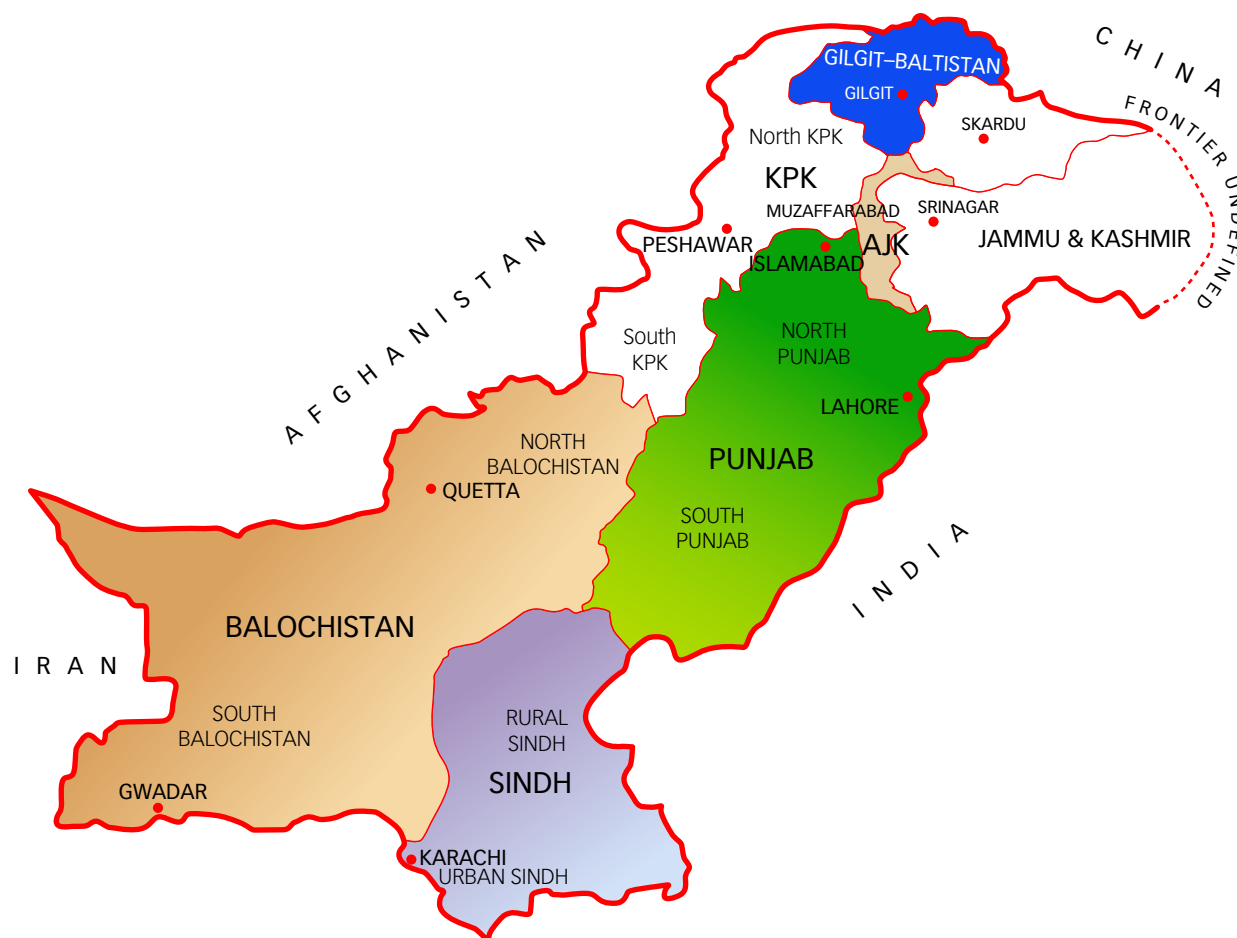 CHINA
GILGIT–BALTISTAN
GILGIT
FRONTIER UNDEFINED
SKARDU
North KPK
KPK
MUZAFFARABAD
SRINAGAR
JAMMU & KASHMIR
PESHAWAR
AJK
ISLAMABAD
AFGHANISTAN
South
KPK
NORTH
PUNJAB
LAHORE
NORTH
BALOCHISTAN
PUNJAB
QUETTA
SOUTH
PUNJAB
INDIA
BALOCHISTAN
IRAN
SOUTH
BALOCHISTAN
RURAL
SINDH
SINDH
GWADAR
KARACHI
URBAN SINDH